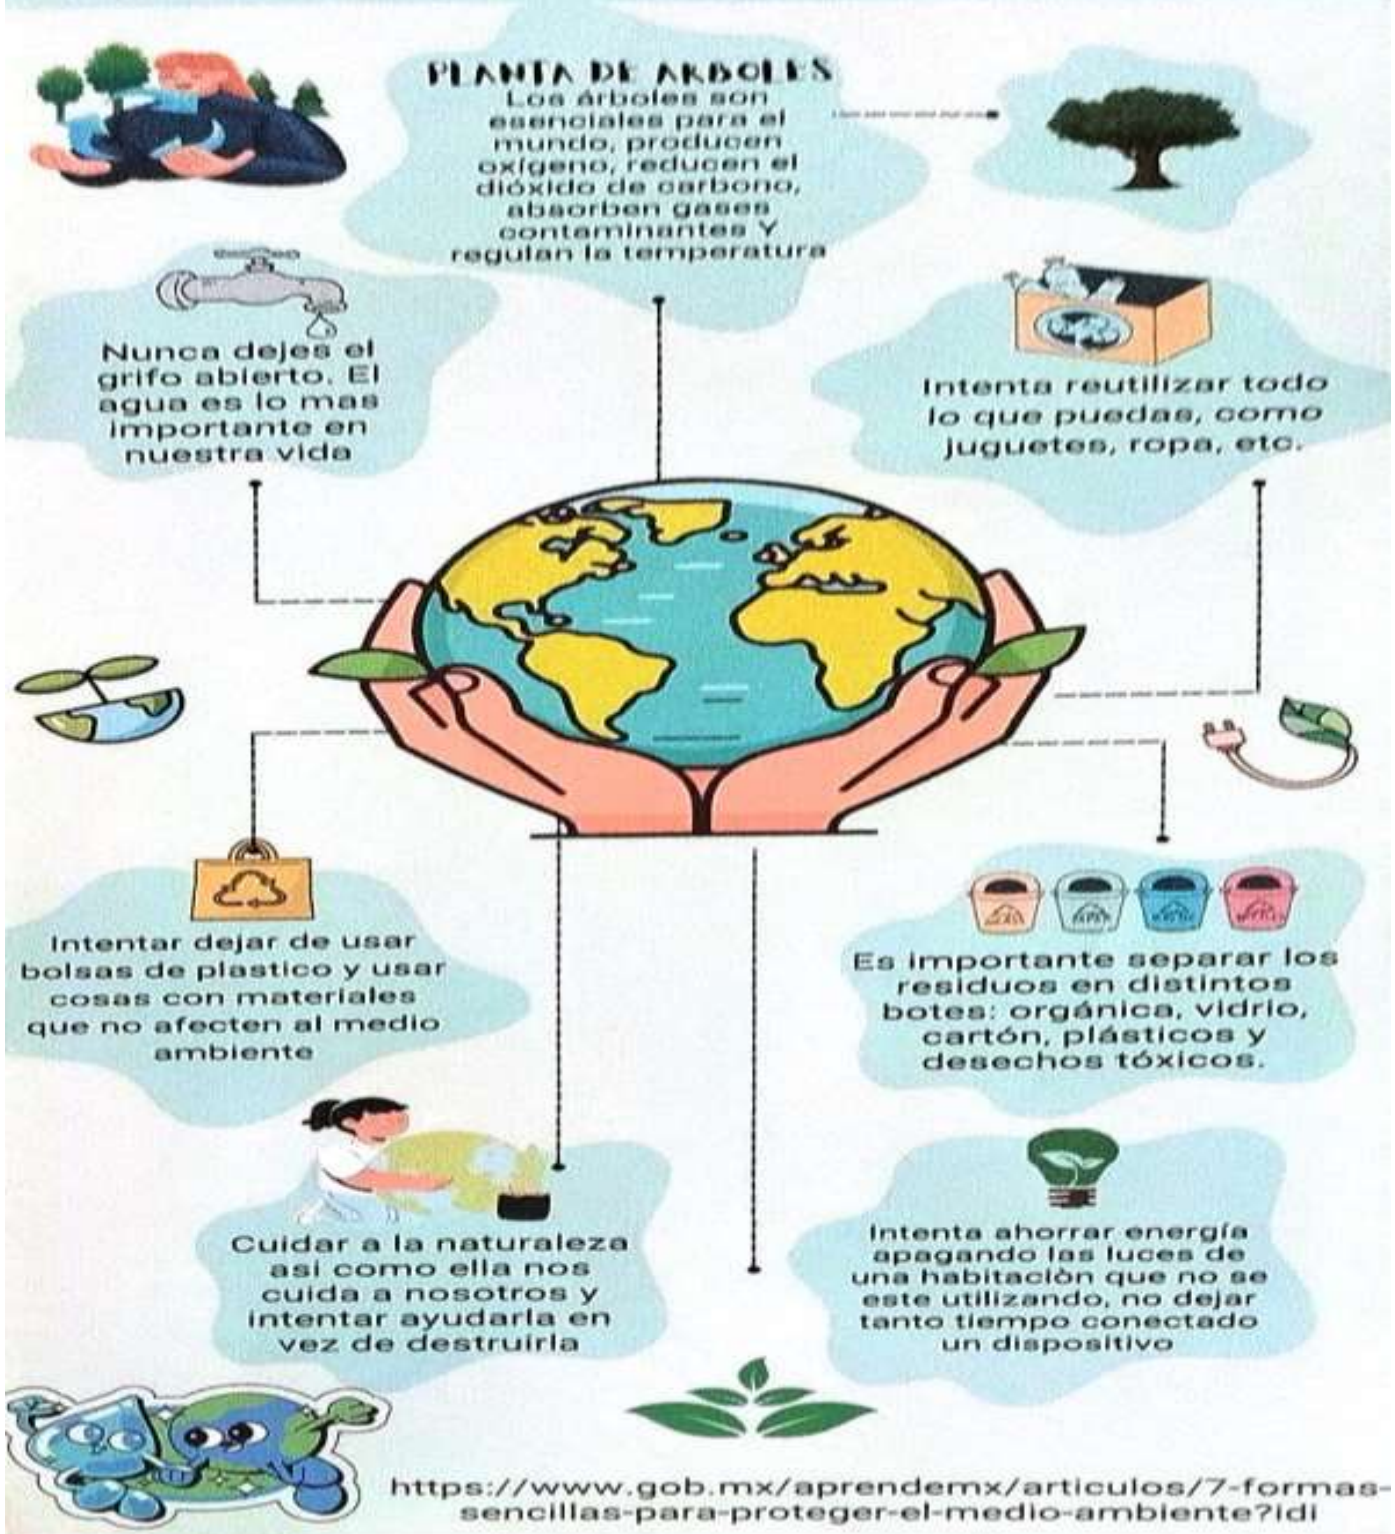 PLANTA DE ARBOLES
Los árboles son
esenciales para el
mundo, producen
oxígeno, reducen el
dióxido de carbono,
absorben gases
contaminantes Y
regulan la temperatura
Nunca dejes el
grifo abierto. El
agua es lo mas
importante en
nuestra vida
Intenta reutilizar todo
lo que puedas, como
juguetes, ropa, etc.
Intentar dejar de usar
bolsas de plastico y usar
cosas con materiales
que no afecten al medio
ambiente
Es importante separar los
residuos en distintos
botes: orgánica, vidrio,
cartón, plásticos y
desechos tóxicos.
Cuidar a la naturaleza
asi como ella nos
cuida a nosotros y
intentar ayudarla en
vez de destruirla
Intenta ahorrar energía
apagando las luces de
una habitaciòn que no se
este utilizando, no dejar
tanto tiempo conectado
un dispositivo
https://www.gob.mx/aprendemx/articulos/7-formas-
sencillas-para-proteger-el-medio-ambiente?idi